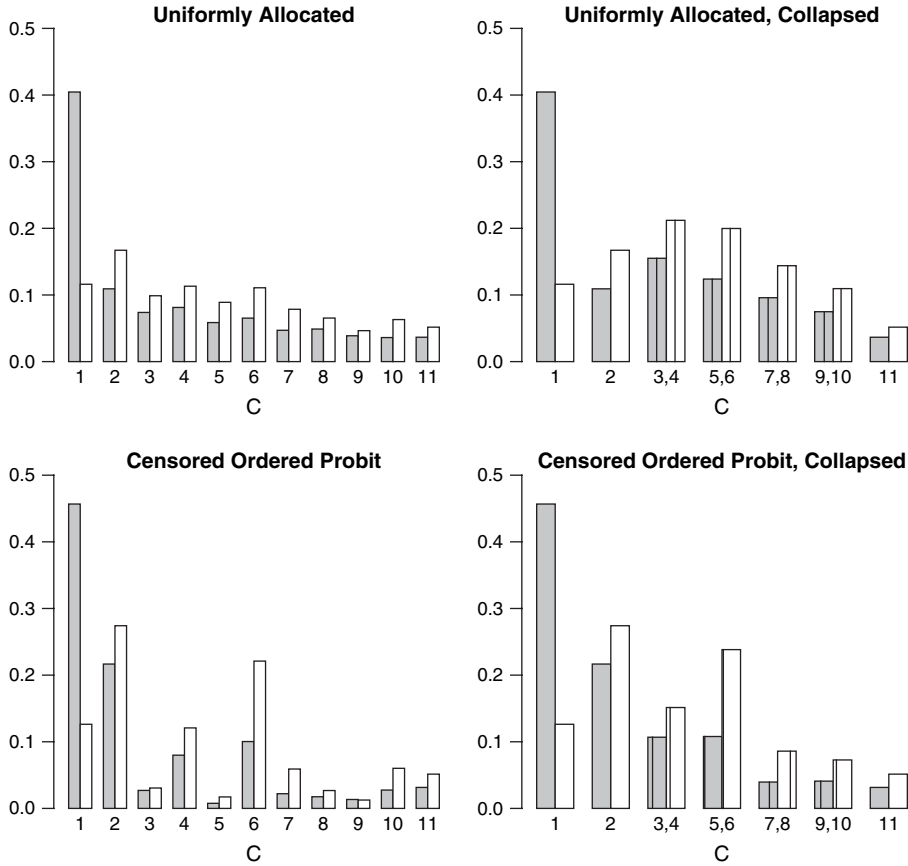 Uniformly Allocated
0.5
0.4
0.3
0.2
0.1
0.0
1 2 3 4 5 6 7 8 9 10 11
C
Uniformly Allocated, Collapsed
0.5
0.4
0.3
0.2
0.1
0.0
1 2 3,4 5,6 7,8 9,10 11
C
Censored Ordered Probit
0.5
0.4
0.3
0.2
0.1
0.0
1 2 3 4 5 6 7 8 9 10 11
C
Censored Ordered Probit, Collapsed
0.5
0.4
0.3
0.2
0.1
0.0
1 2 3,4 5,6 7,8 9,10 11
C